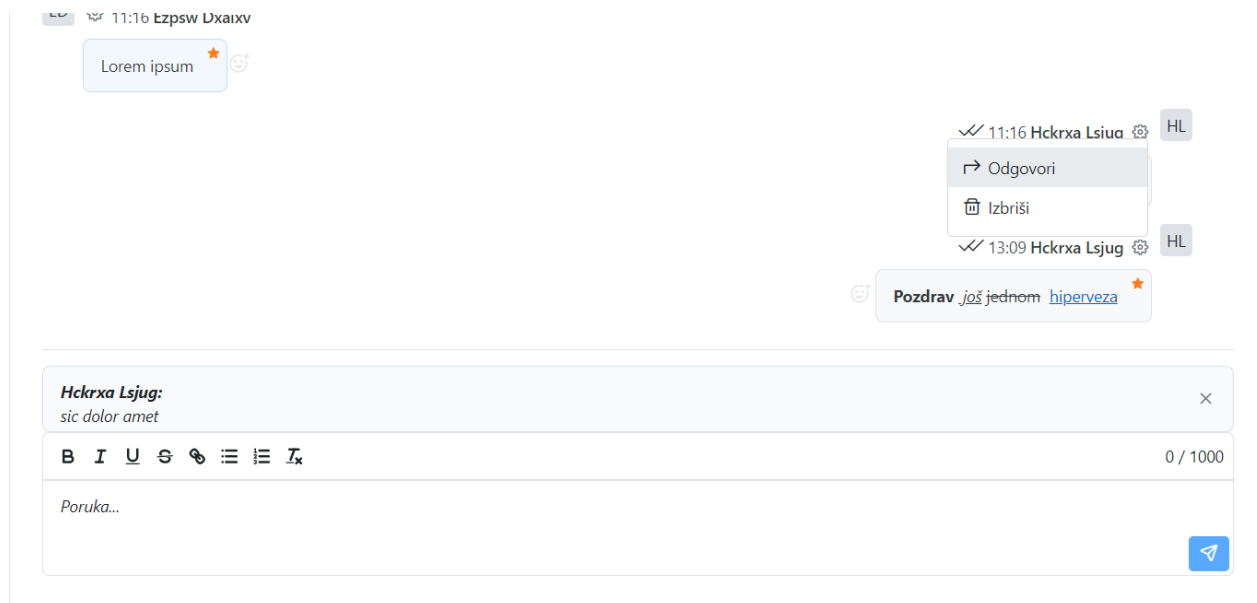 ED 11:16 Ezpsw Dxaixv
Lorem ipsum
11:16 Hckrxa Lsjug HL
Odgovori
Izbriši
13:09 Hckrxa Lsjug HL
Pozdrav još jednom hiperveza
Hckrxa Lsjug:
sic dolor amet
0 / 1000
Poruka...